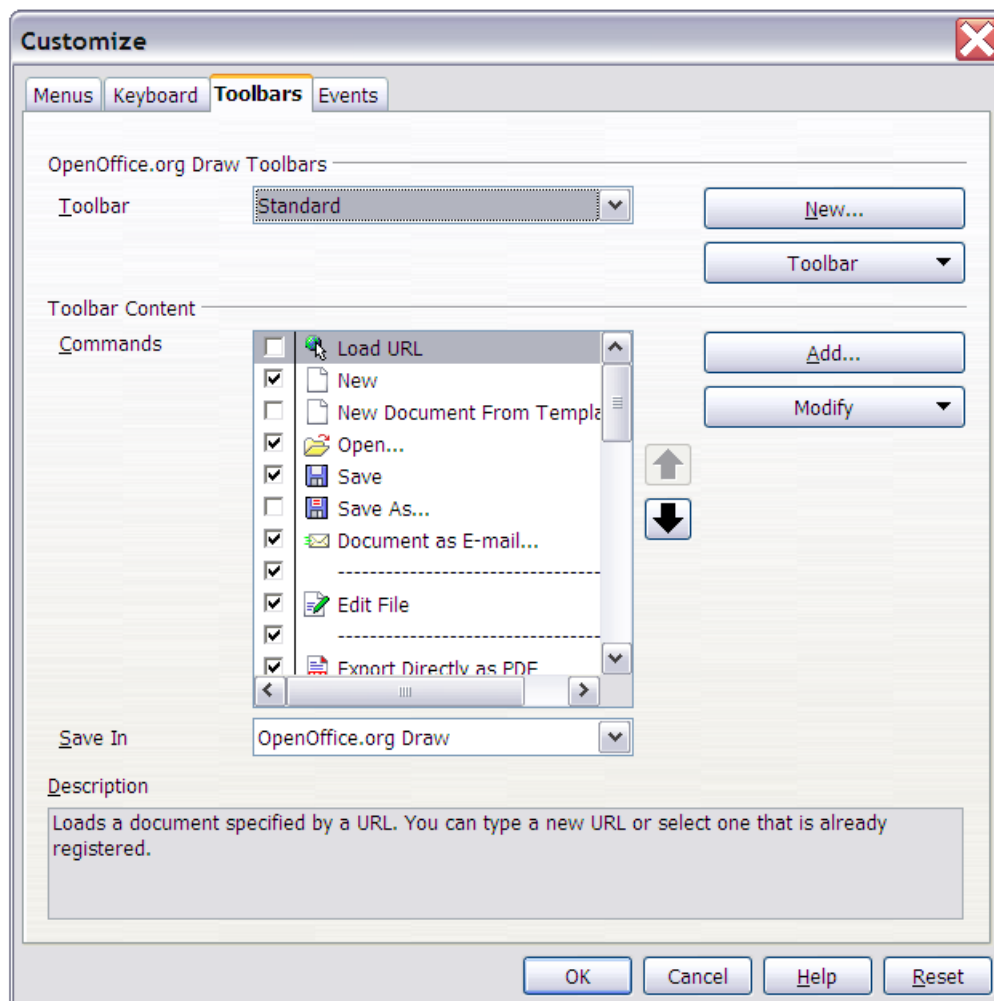 Customize
Menus Keyboard Toolbars Events
OpenOffice.org Draw Toolbars
Toolbar Standard New...
Toolbar
Toolbar Content
Commands Load URL Add...
New
Modify
New Document From Templa
Open...
Save
Save As...
Document as E-mail...
---------------------------------
Edit File
---------------------------------
Export Directly as PDF
Save In OpenOffice.org Draw
Description
Loads a document specified by a URL. You can type a new URL or select one that is already
registered.
OK Cancel Help Reset